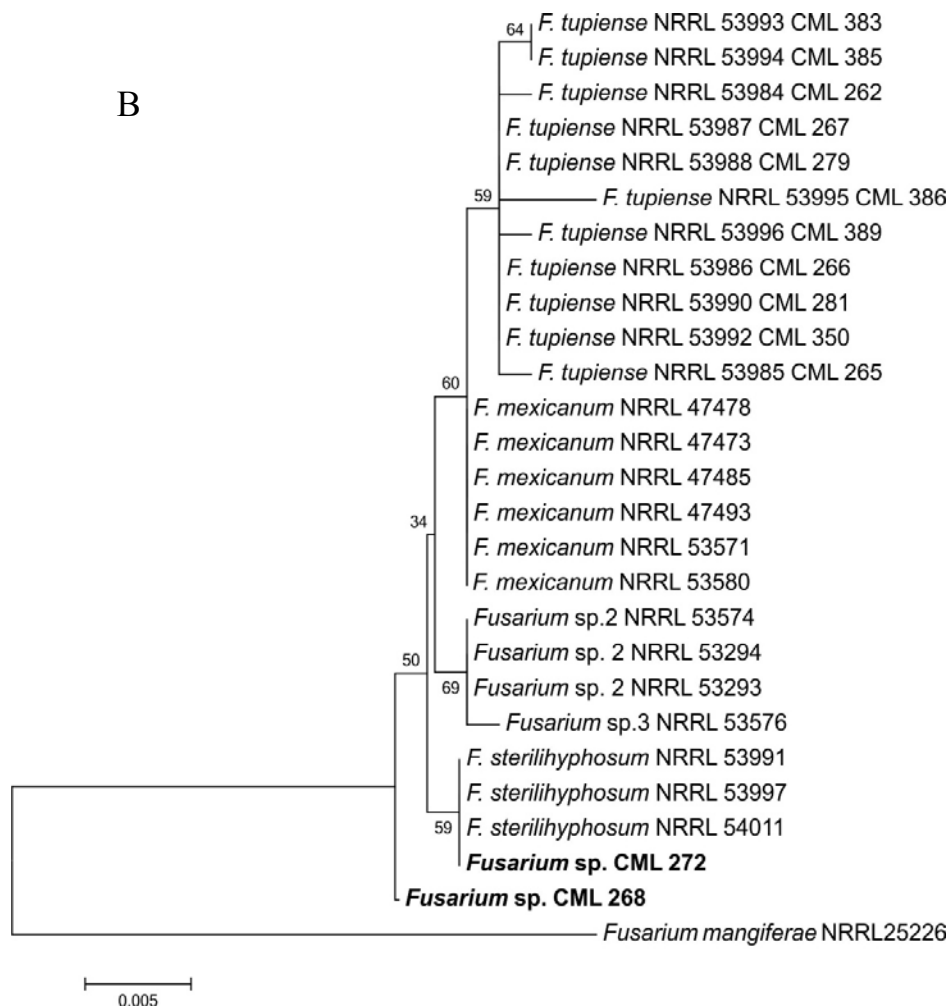 B
64
F. tupiense NRRL 53993 CML 383
F. tupiense NRRL 53994 CML 385
F. tupiense NRRL 53984 CML 262
F. tupiense NRRL 53987 CML 267
F. tupiense NRRL 53988 CML 279
59
F. tupiense NRRL 53995 CML 386
F. tupiense NRRL 53996 CML 389
F. tupiense NRRL 53986 CML 266
F. tupiense NRRL 53990 CML 281
F. tupiense NRRL 53992 CML 350
F. tupiense NRRL 53985 CML 265
60
F. mexicanum NRRL 47478
F. mexicanum NRRL 47473
F. mexicanum NRRL 47485
F. mexicanum NRRL 47493
34
F. mexicanum NRRL 53571
F. mexicanum NRRL 53580
Fusarium sp.2 NRRL 53574
Fusarium sp. 2 NRRL 53294
50
69
Fusarium sp. 2 NRRL 53293
Fusarium sp.3 NRRL 53576
F. sterilihyphosum NRRL 53991
F. sterilihyphosum NRRL 53997
59
F. sterilihyphosum NRRL 54011
Fusarium sp. CML 272
Fusarium sp. CML 268
Fusarium mangiferae NRRL25226
0.005